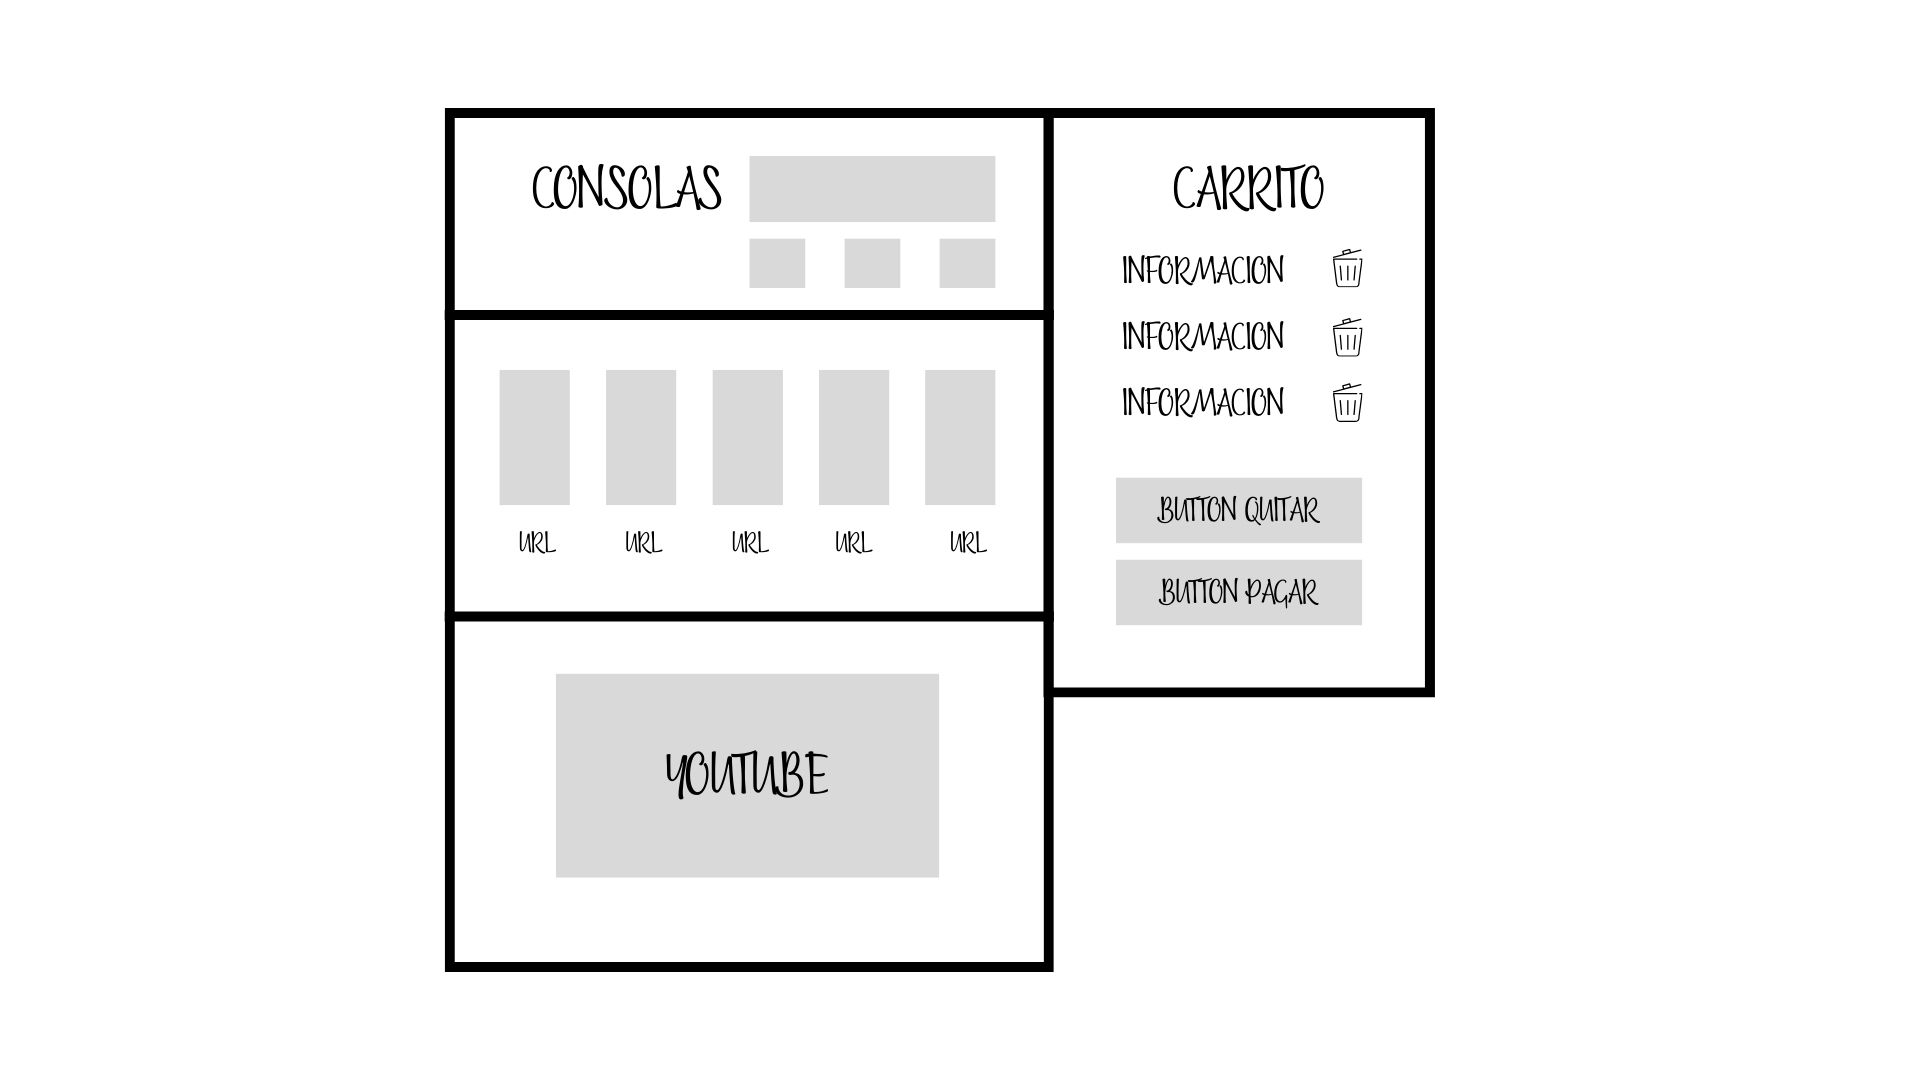 CONSOLAS
URL
URL
URL
URL
URL
YOUTUBE
CARRITO
INFORMACION
INFORMACION
INFORMACION
BUTTON QUITAR
BUTTON PAGAR